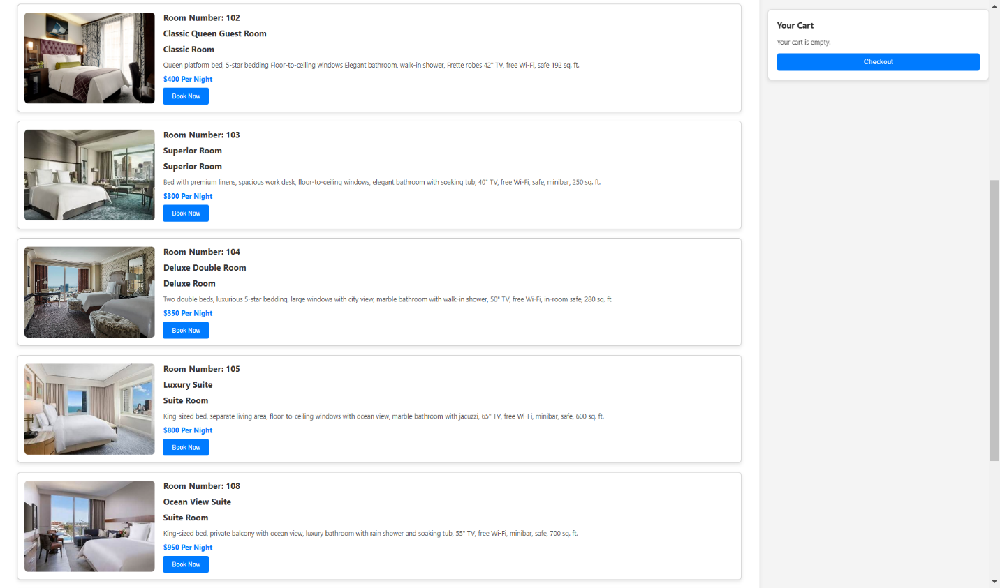 Room Number: 102
Classic Queen Guest Room
Classic Room
Queen platform bed, 5-star bedding Floor-to-ceiling windows Elegant bathroom, walk-in shower, Frette robes 42" TV, free Wi-Fi, safe 192 sq. ft.
$400 Per Night
Book Now
Room Number: 103
Superior Room
Superior Room
Bed with premium linens, spacious work desk, floor-to-ceiling windows, elegant bathroom with soaking tub, 40" TV, free Wi-Fi, safe, minibar, 250 sq. ft.
$300 Per Night
Book Now
Room Number: 104
Deluxe Double Room
Deluxe Room
Two double beds, luxurious 5-star bedding, large windows with city view, marble bathroom with walk-in shower, 50" TV, free Wi-Fi, in-room safe, 280 sq. ft.
$350 Per Night
Book Now
Room Number: 105
Luxury Suite
Suite Room
King-sized bed, separate living area, floor-to-ceiling windows with ocean view, marble bathroom with jacuzzi, 65" TV, free Wi-Fi, minibar, safe, 600 sq. ft.
$800 Per Night
Book Now
Room Number: 108
Ocean View Suite
Suite Room
King-sized bed, private balcony with ocean view, luxury bathroom with rain shower and soaking tub, 55" TV, free Wi-Fi, minibar, safe, 700 sq. ft.
$950 Per Night
Book Now
Your Cart
Your cart is empty.
Checkout